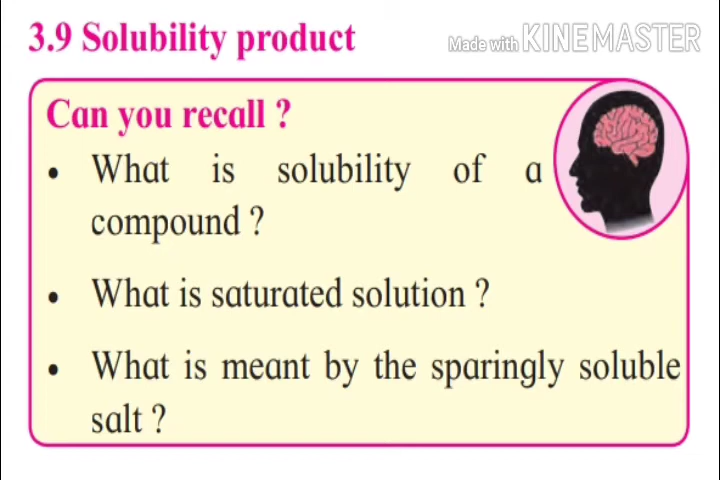 3.9 Solubility product
Made with KINEMASTER
Can you recall ?
• What is solubility of a
compound ?
• What is saturated solution ?
• What is meant by the sparingly soluble
salt ?